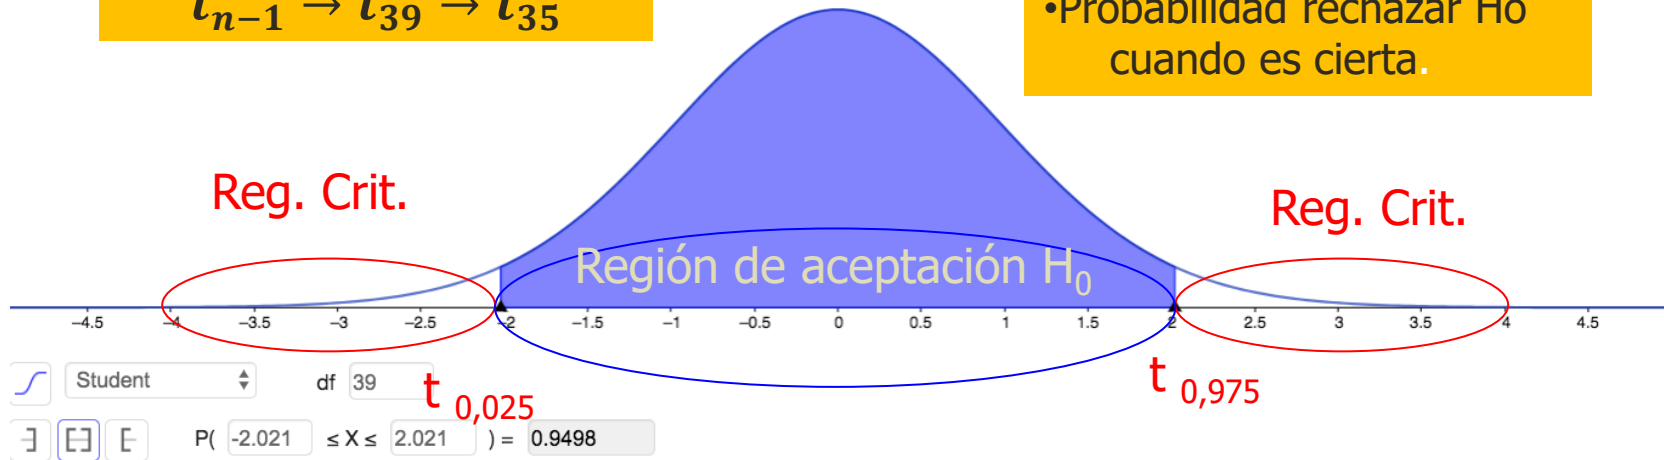 t_{n−1} → t_{39} → t_{35}
•Probabilidad rechazar Ho
cuando es cierta.
Reg. Crit.
Reg. Crit.
Región de aceptación H₀
−4.5 −4 −3.5 −3 −2.5 −2 −1.5 −1 −0.5 0 0.5 1 1.5 2 2.5 3 3.5 4 4.5
Student df 39
t 0,025
t 0,975
P( -2.021 ≤ X ≤ 2.021 ) = 0.9498